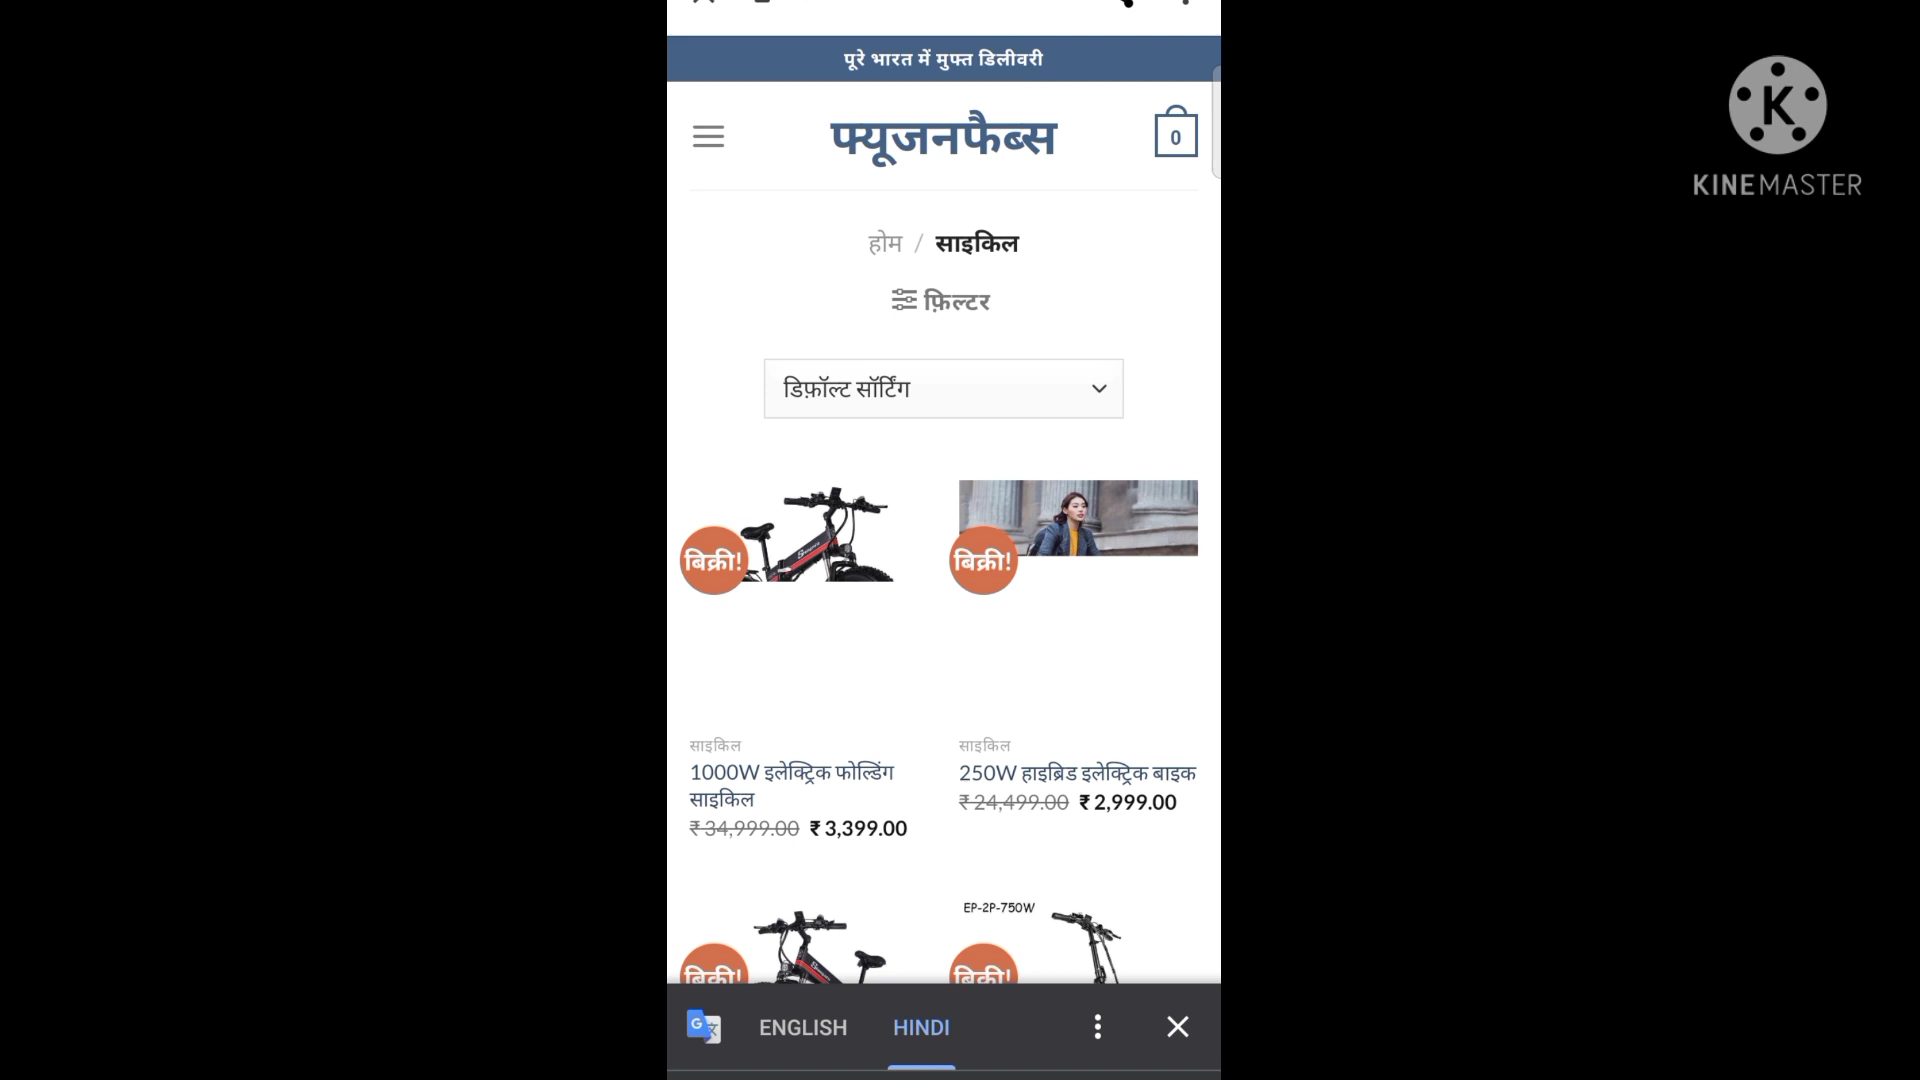 पूरे भारत में मुफ्त डिलीवरी
फ्यूजनफैब्स
0
होम / साइकिल
फ़िल्टर
डिफ़ॉल्ट सॉर्टिंग
बिक्री!
बिक्री!
साइकिल
1000W इलेक्ट्रिक फोल्डिंग
साइकिल
₹ 34,999.00 ₹ 3,399.00
साइकिल
250W हाइब्रिड इलेक्ट्रिक बाइक
₹ 24,499.00 ₹ 2,999.00
EP-2P-750W
बिक्री!
बिक्री!
ENGLISH HINDI
K
KINEMASTER